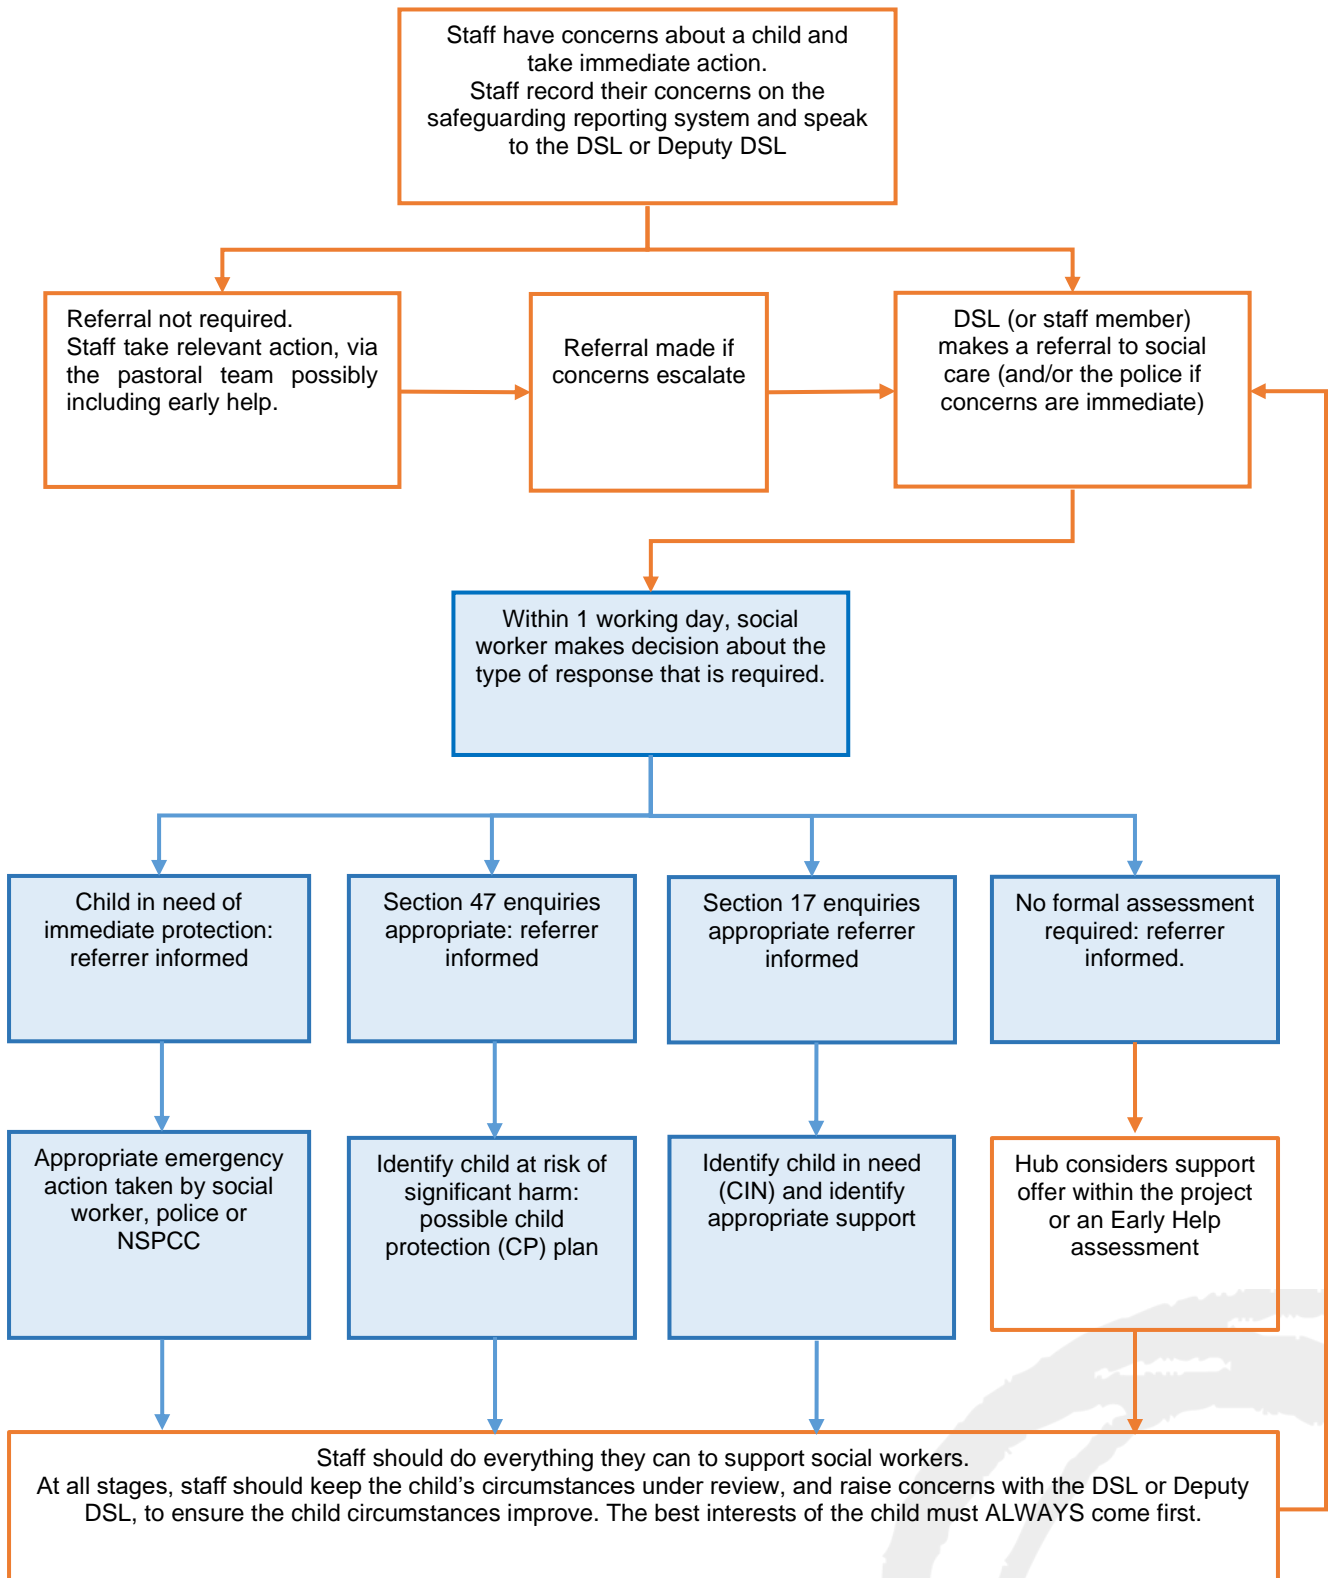 Staff have concerns about a child and
take immediate action.
Staff record their concerns on the
safeguarding reporting system and speak
to the DSL or Deputy DSL
Referral not required.
Staff take relevant action, via
the pastoral team possibly
including early help.
Referral made if
concerns escalate
DSL (or staff member)
makes a referral to social
care (and/or the police if
concerns are immediate)
Within 1 working day, social
worker makes decision about the
type of response that is required.
Child in need of
immediate protection:
referrer informed
Section 47 enquiries
appropriate: referrer
informed
Section 17 enquiries
appropriate referrer
informed
No formal assessment
required: referrer
informed.
Appropriate emergency
action taken by social
worker, police or
NSPCC
Identify child at risk of
significant harm:
possible child
protection (CP) plan
Identify child in need
(CIN) and identify
appropriate support
Hub considers support
offer within the project
or an Early Help
assessment
Staff should do everything they can to support social workers.
At all stages, staff should keep the child’s circumstances under review, and raise concerns with the DSL or Deputy
DSL, to ensure the child circumstances improve. The best interests of the child must ALWAYS come first.